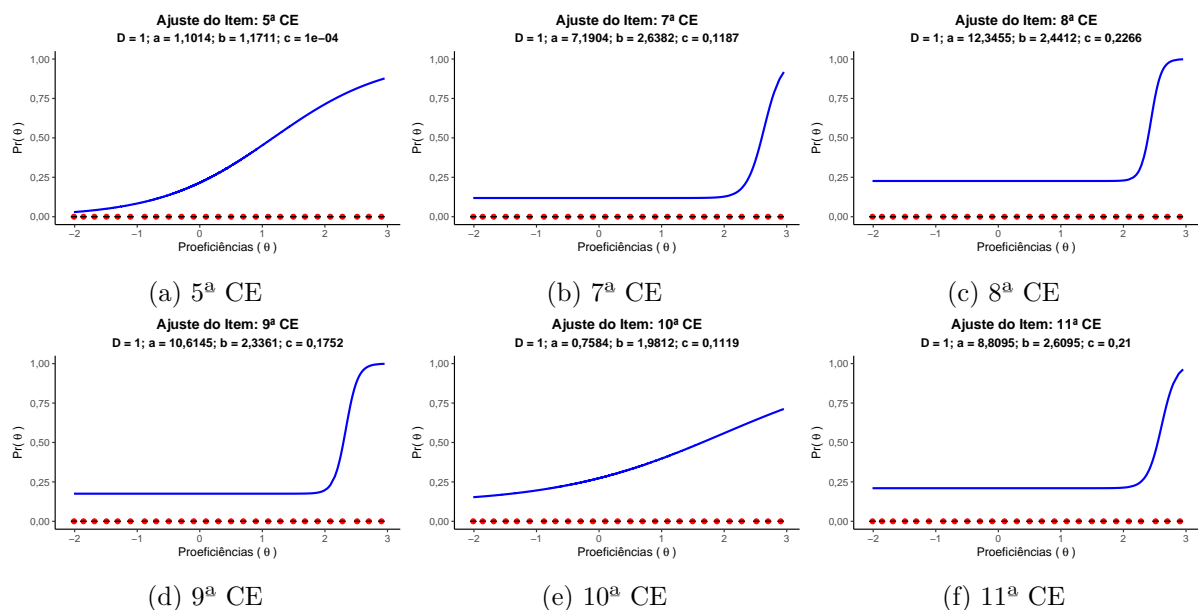 Ajuste do Item: 5ª CE
D = 1; a = 1,1014; b = 1,1711; c = 1e−04
1,00
0,75
0,50
0,25
0,00
Pr( θ )
−2 −1 0 1 2 3
Proeficiências ( θ )
(a) 5ª CE
Ajuste do Item: 7ª CE
D = 1; a = 7,1904; b = 2,6382; c = 0,1187
1,00
0,75
0,50
0,25
0,00
Pr( θ )
−2 −1 0 1 2 3
Proeficiências ( θ )
(b) 7ª CE
Ajuste do Item: 8ª CE
D = 1; a = 12,3455; b = 2,4412; c = 0,2266
1,00
0,75
0,50
0,25
0,00
Pr( θ )
−2 −1 0 1 2 3
Proeficiências ( θ )
(c) 8ª CE
Ajuste do Item: 9ª CE
D = 1; a = 10,6145; b = 2,3361; c = 0,1752
1,00
0,75
0,50
0,25
0,00
Pr( θ )
−2 −1 0 1 2 3
Proeficiências ( θ )
(d) 9ª CE
Ajuste do Item: 10ª CE
D = 1; a = 0,7584; b = 1,9812; c = 0,1119
1,00
0,75
0,50
0,25
0,00
Pr( θ )
−2 −1 0 1 2 3
Proeficiências ( θ )
(e) 10ª CE
Ajuste do Item: 11ª CE
D = 1; a = 8,8095; b = 2,6095; c = 0,21
1,00
0,75
0,50
0,25
0,00
Pr( θ )
−2 −1 0 1 2 3
Proeficiências ( θ )
(f) 11ª CE